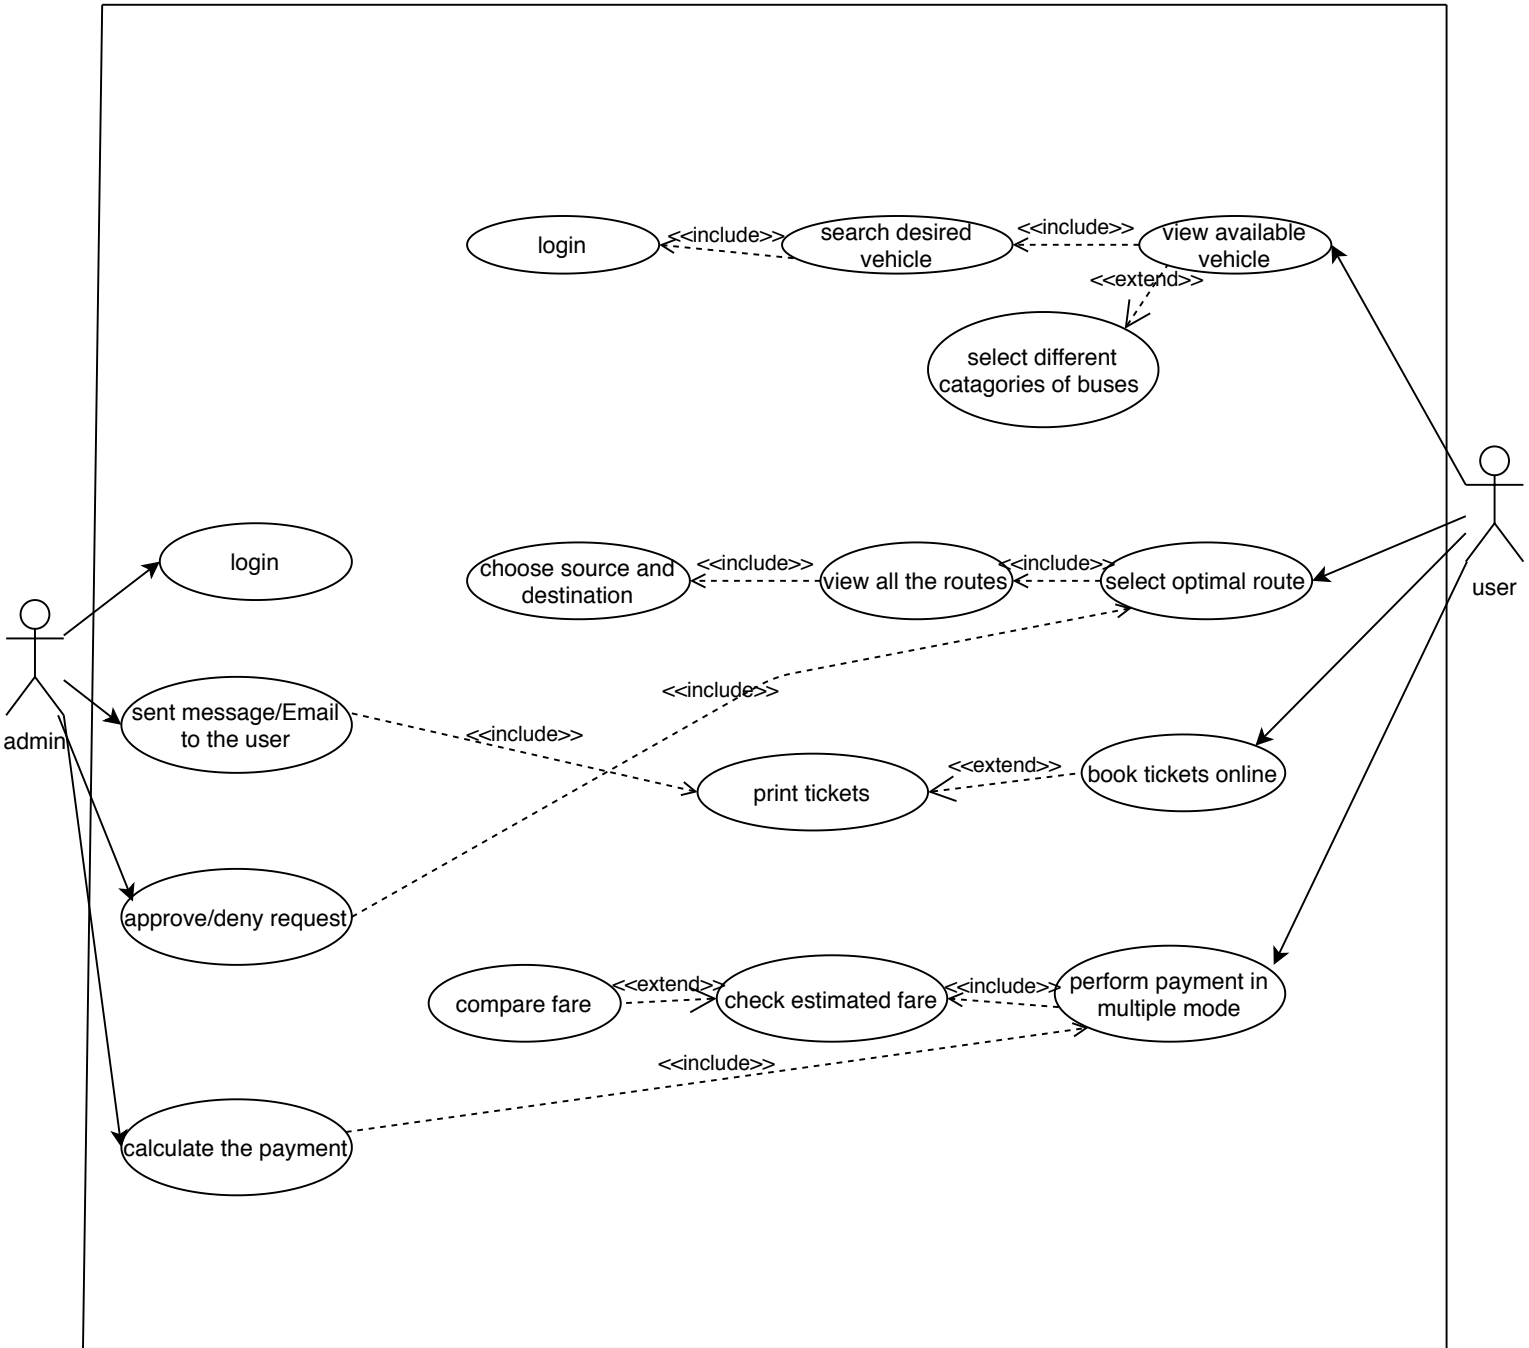 <<include>>
<<include>>
login
search desired
vehicle
view available
vehicle
<<extend>>
select different
catagories of buses
login
choose source and
destination
<<include>>
view all the routes
<<include>>
select optimal route
user
<<include>>
admin
sent message/Email
to the user
<<include>>
print tickets
<<extend>>
book tickets online
approve/deny request
compare fare
<<extend>>
check estimated fare
<<include>>
perform payment in
multiple mode
<<include>>
calculate the payment